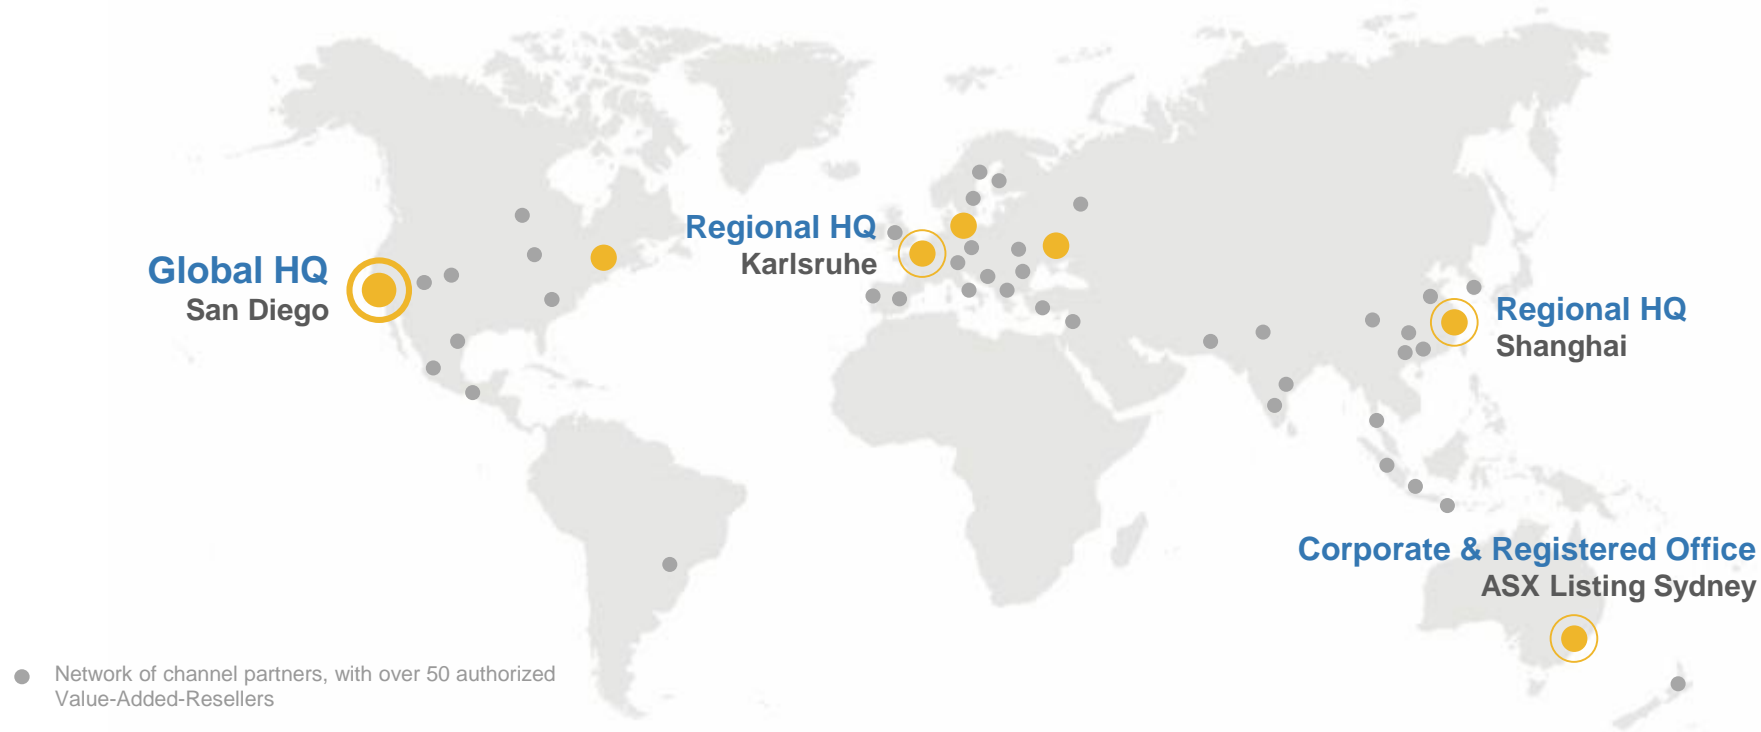 Regional HQ
Karlsruhe
Global HQ
San Diego
Regional HQ
Shanghai
Corporate & Registered Office
ASX Listing Sydney
Network of channel partners, with over 50 authorized
Value-Added-Resellers